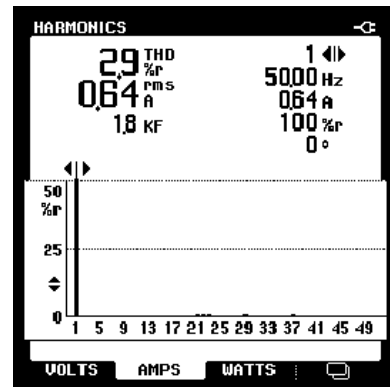 HARMONICS
2.9 THD %r
0.64 rms A
1.8 KF
1
50.00 Hz
0.64 A
100 %r
0 °
50
%r
25
0
1 5 9 13 17 21 25 29 33 37 41 45 49
VOLTS AMPS WATTS